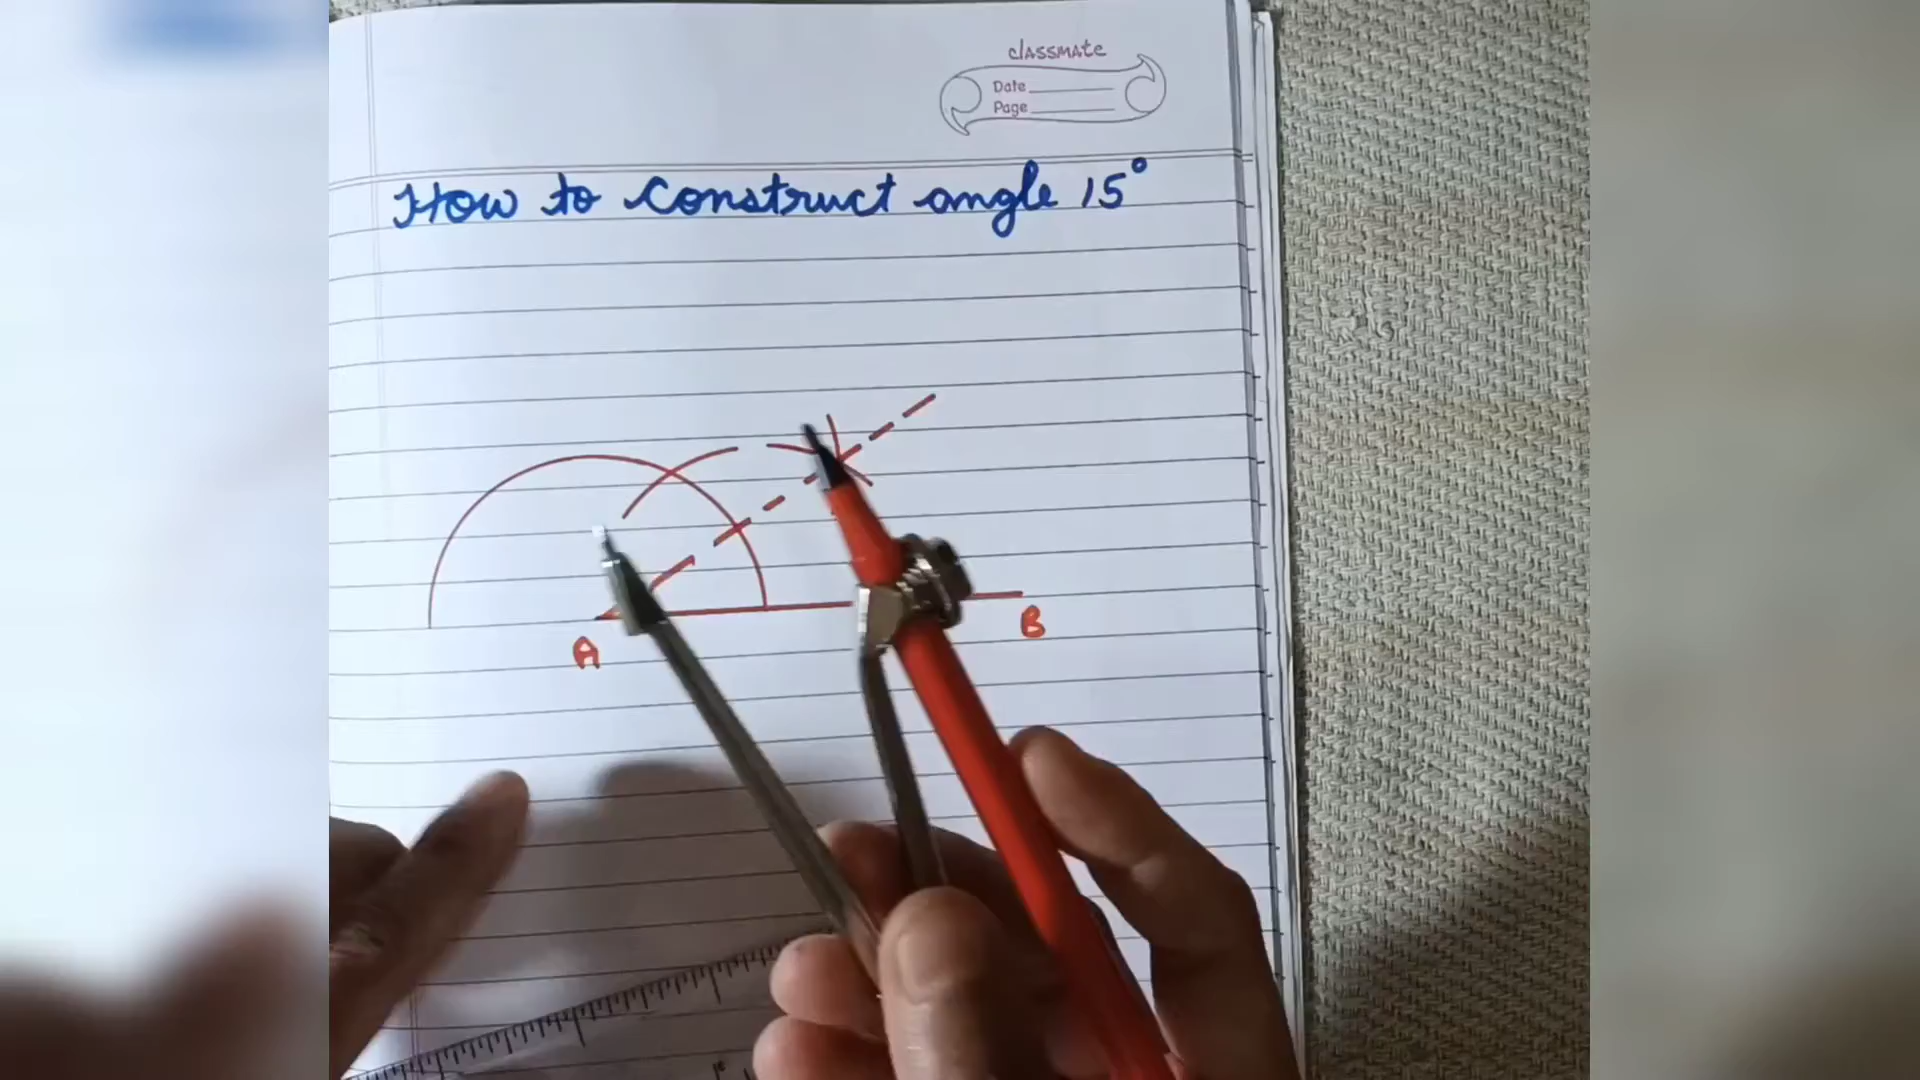 classmate
Date
Page
How to construct angle 15°
A
B